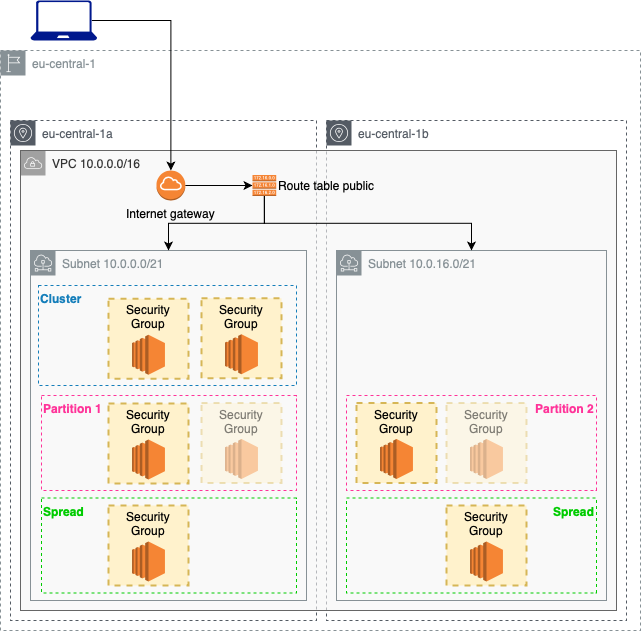 eu-central-1
eu-central-1a
eu-central-1b
VPC 10.0.0.0/16
Route table public
Internet gateway
Subnet 10.0.0.0/21
Subnet 10.0.16.0/21
Cluster
Security
Group
Security
Group
Partition 1
Security
Group
Security
Group
Security
Group
Security
Group
Partition 2
Spread
Security
Group
Security
Group
Spread